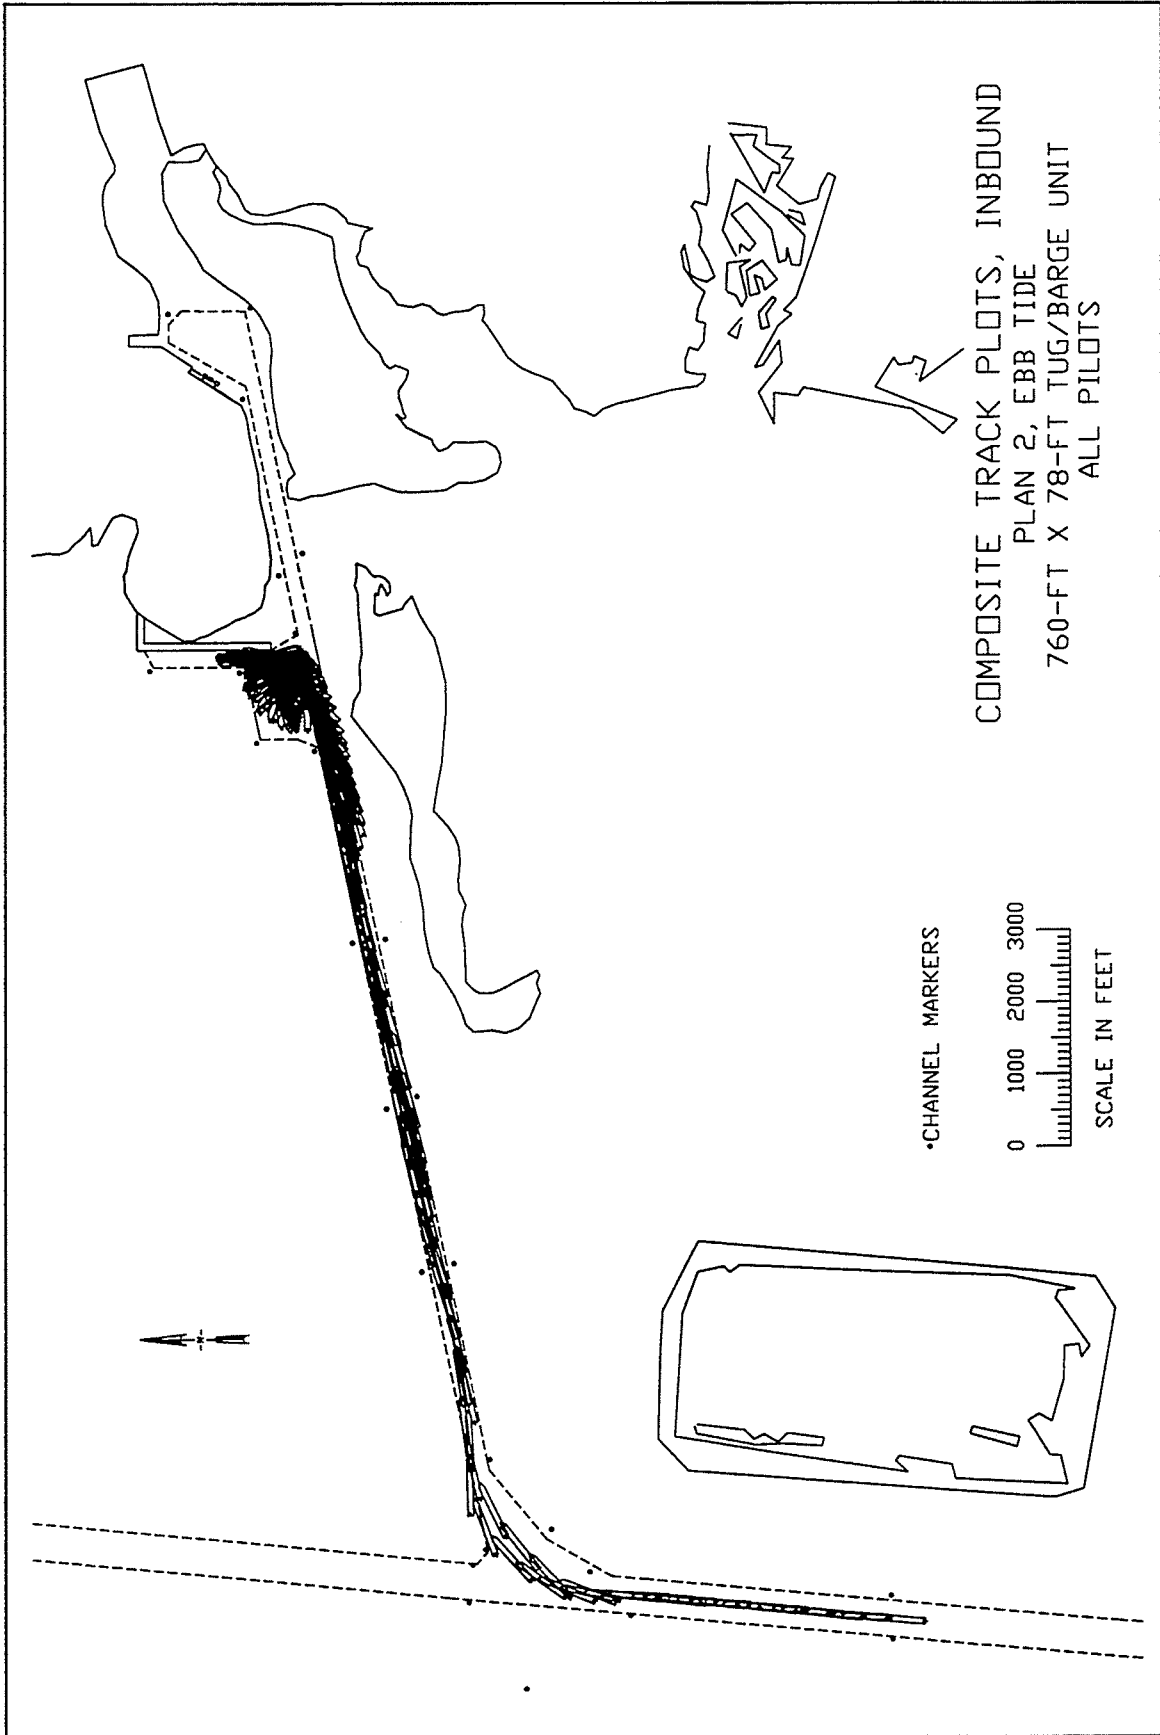 COMPOSITE TRACK PLOTS, INBOUND
PLAN 2, EBB TIDE
760-FT X 78-FT TUG/BARGE UNIT
ALL PILOTS
•CHANNEL MARKERS
0 1000 2000 3000
SCALE IN FEET
N